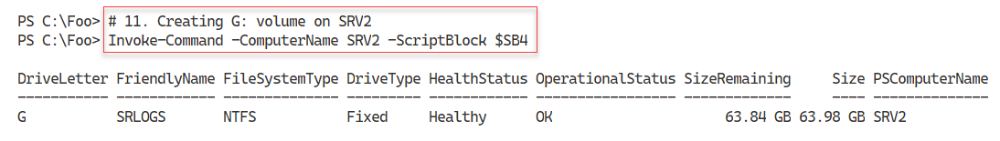 PS C:\Foo> # 11. Creating G: volume on SRV2
PS C:\Foo> Invoke-Command -ComputerName SRV2 -ScriptBlock $SB4
DriveLetter FriendlyName FileSystemType DriveType HealthStatus OperationalStatus SizeRemaining     Size PSComputerName
----------- ------------ -------------- --------- ------------ ----------------- -------------     ---- --------------
G           SRLOGS       NTFS           Fixed     Healthy      OK                     63.84 GB 63.98 GB SRV2